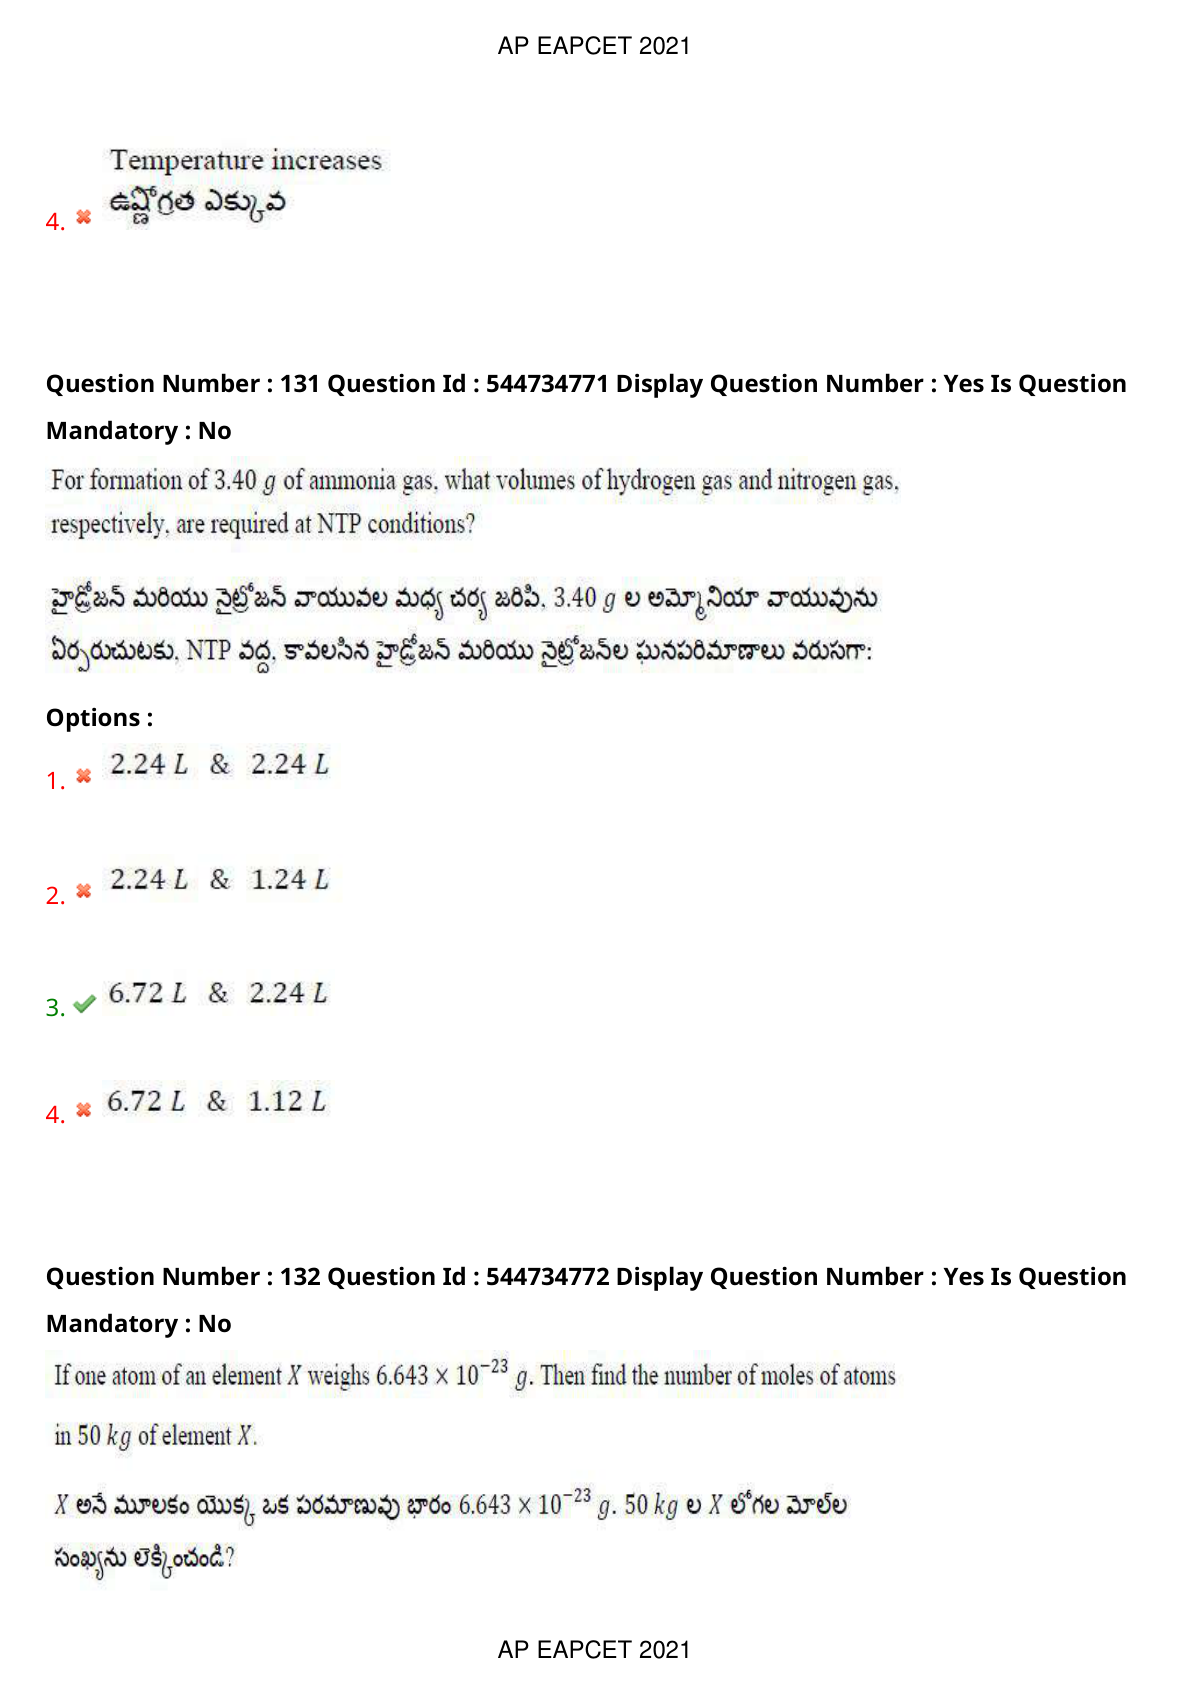 AP EAPCET 2021
Temperature increases
ఉష్ణోగ్రత ఎక్కువ
4.
Question Number : 131 Question Id : 544734771 Display Question Number : Yes Is Question
Mandatory : No
For formation of 3.40 g of ammonia gas, what volumes of hydrogen gas and nitrogen gas,
respectively, are required at NTP conditions?
హైడ్రోజన్ మరియు నైట్రోజన్ వాయువల మధ్య చర్య జరిపి, 3.40 g ల అమ్మోనియా వాయువును
ఏర్పరుచుటకు, NTP వద్ద, కావలసిన హైడ్రోజన్ మరియు నైట్రోజన్‌ల ఘనపరిమాణాలు వరుసగా:
Options :
1. 2.24 L & 2.24 L
2. 2.24 L & 1.24 L
3. 6.72 L & 2.24 L
4. 6.72 L & 1.12 L
Question Number : 132 Question Id : 544734772 Display Question Number : Yes Is Question
Mandatory : No
If one atom of an element X weighs 6.643 × 10⁻²³ g. Then find the number of moles of atoms
in 50 kg of element X.
X అనే మూలకం యొక్క ఒక పరమాణువు భారం 6.643 × 10⁻²³ g. 50 kg ల X లోగల మోల్‌ల
సంఖ్యను లెక్కించండి?
AP EAPCET 2021